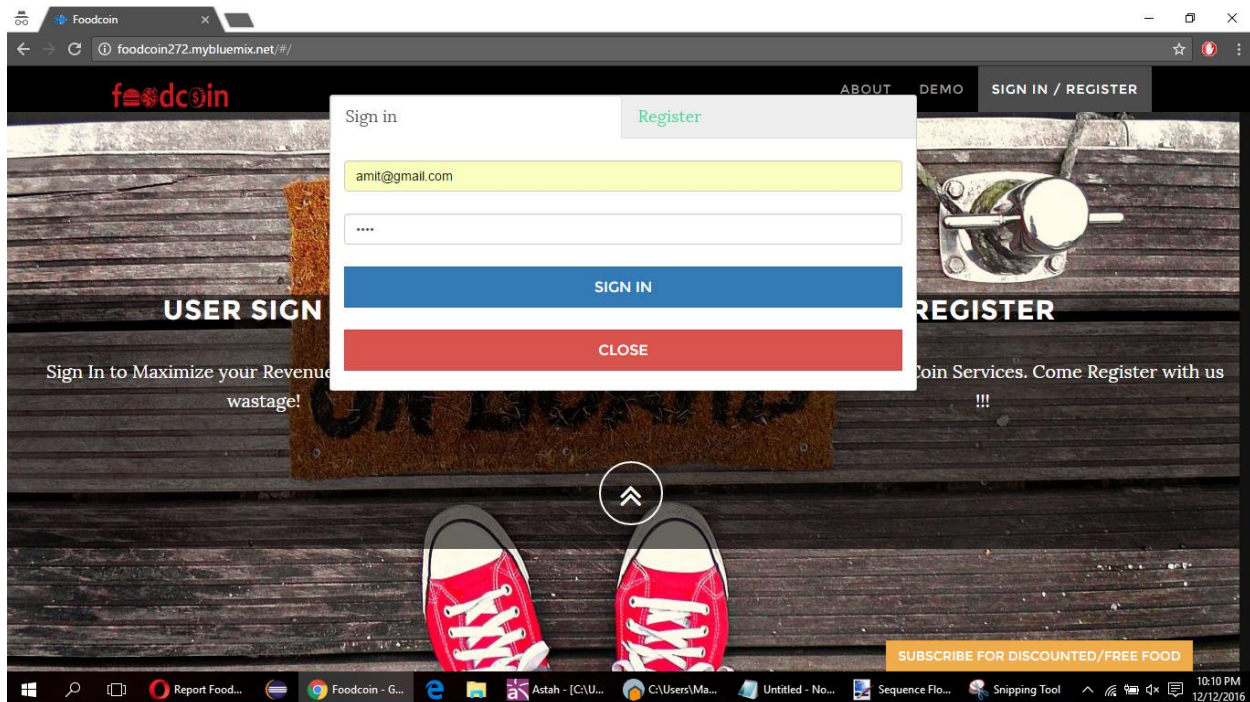 Foodcoin
foodcoin272.mybluemix.net/#/
foodcoin
ABOUT DEMO SIGN IN / REGISTER
Sign in Register
amit@gmail.com
••••
SIGN IN
USER SIGN REGISTER
CLOSE
Sign In to Maximize your Revenue Coin Services. Come Register with us
wastage! !!!
SUBSCRIBE FOR DISCOUNTED/FREE FOOD
Report Food... Foodcoin - G... Astah - [C:\U... C:\Users\Ma... Untitled - No... Sequence Flo... Snipping Tool 10:10 PM
12/12/2016